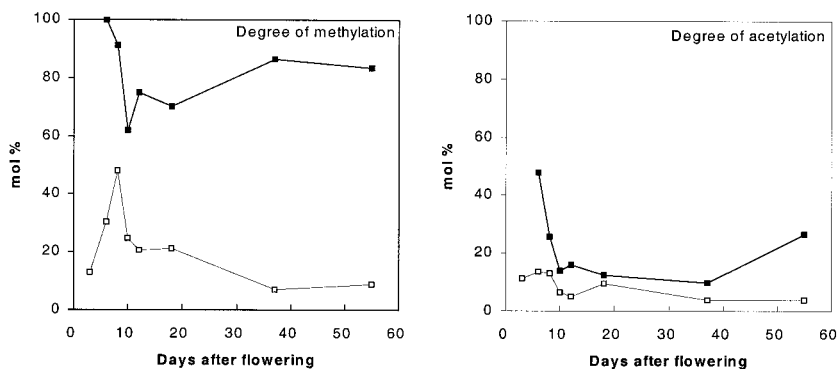 Degree of methylation
100
80
60
40
20
0
mol %
0 10 20 30 40 50 60
Days after flowering
Degree of acetylation
100
80
60
40
20
0
mol %
0 10 20 30 40 50 60
Days after flowering